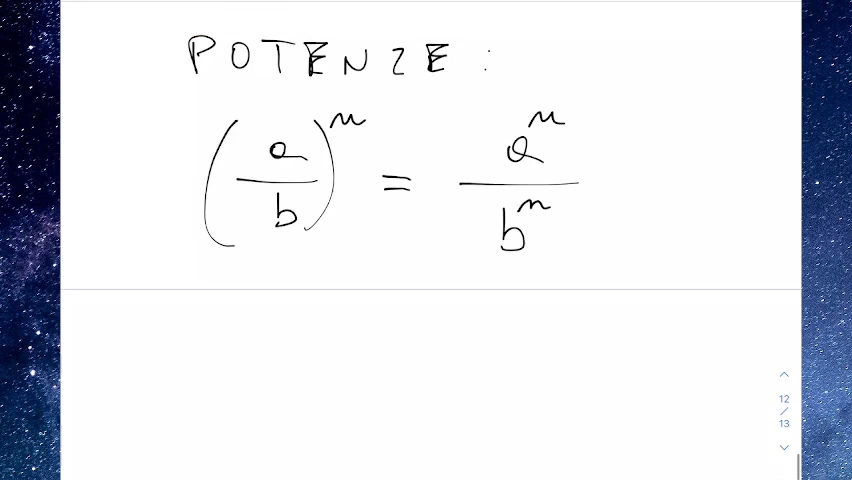 POTENZE:
(a/b)^n = a^n/b^n
12
/
13